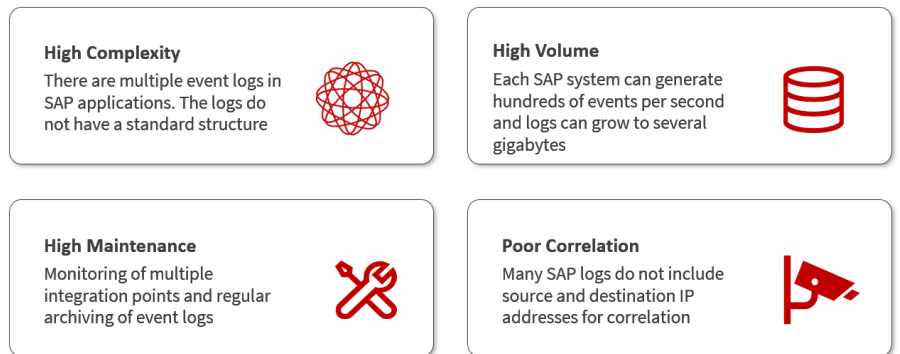 High Complexity
There are multiple event logs in
SAP applications. The logs do
not have a standard structure
High Volume
Each SAP system can generate
hundreds of events per second
and logs can grow to several
gigabytes
High Maintenance
Monitoring of multiple
integration points and regular
archiving of event logs
Poor Correlation
Many SAP logs do not include
source and destination IP
addresses for correlation